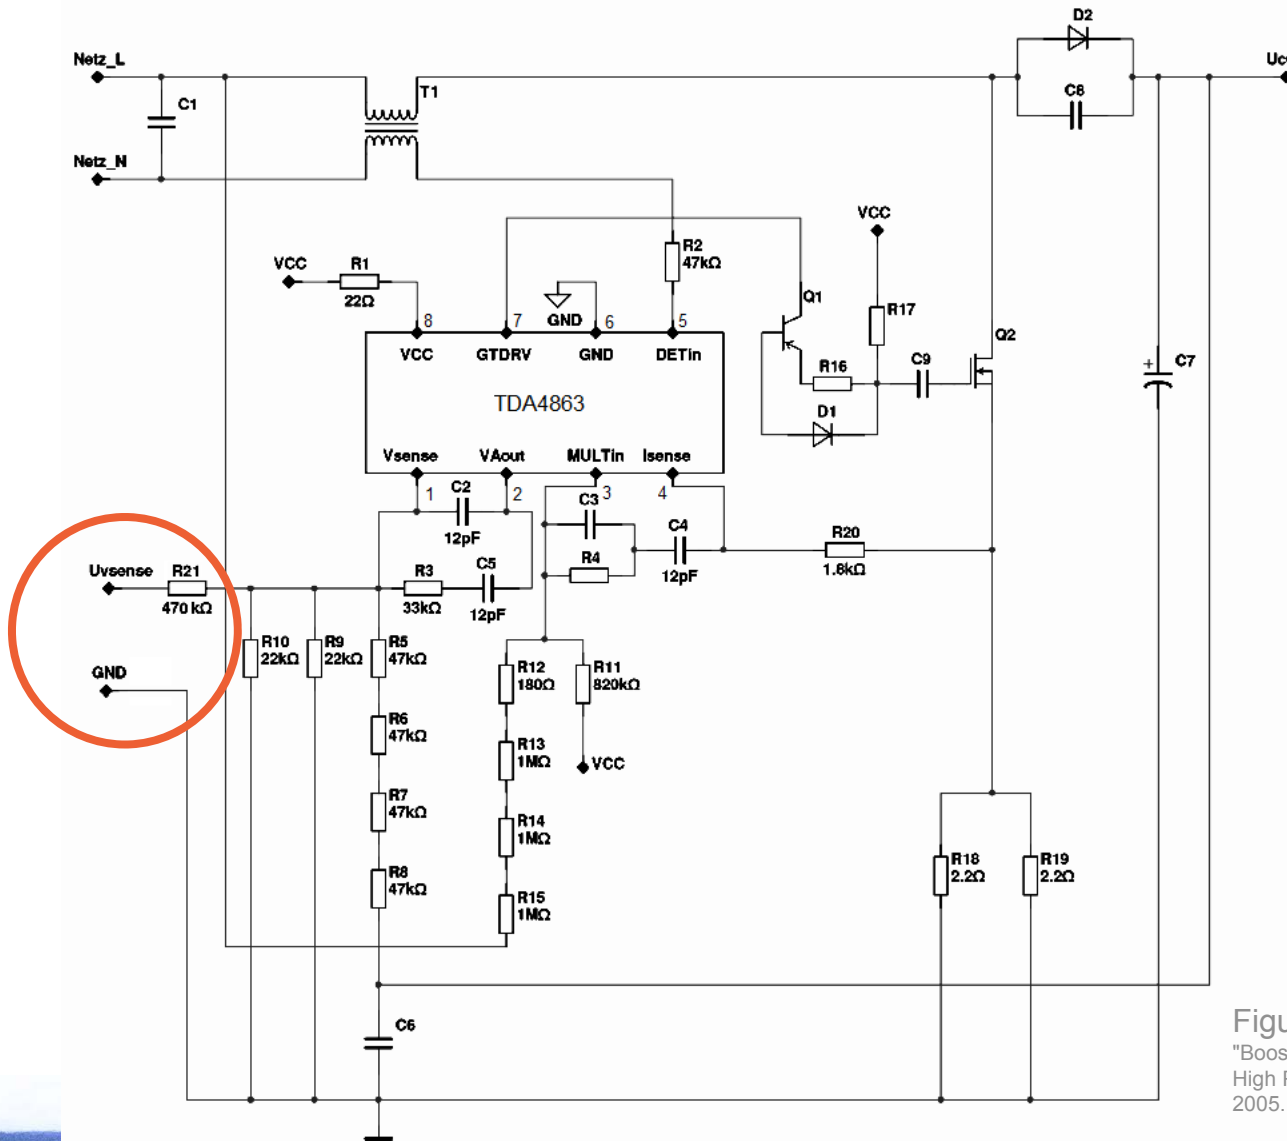 D2
Netz_L
C1
T1
C8
Netz_N
VCC
R2
47kΩ
VCC
R1
22Ω
GND
Q1
R17
Q2
8
7
6
5
VCC
GTDRV
GND
DETin
R16
C9
C7
+
TDA4863
D1
Vsense
VAout
MULTin
Isense
1
C2
2
3
4
12pF
C3
C4
12pF
R20
1.6kΩ
R4
Uvsense
R21
470 kΩ
R3
33kΩ
C5
12pF
R10
22kΩ
R9
22kΩ
R5
47kΩ
R12
180Ω
R11
820kΩ
GND
R6
47kΩ
R13
1MΩ
VCC
R7
47kΩ
R14
1MΩ
R8
47kΩ
R15
1MΩ
R18
2.2Ω
R19
2.2Ω
C6
"Boos
High
2005.